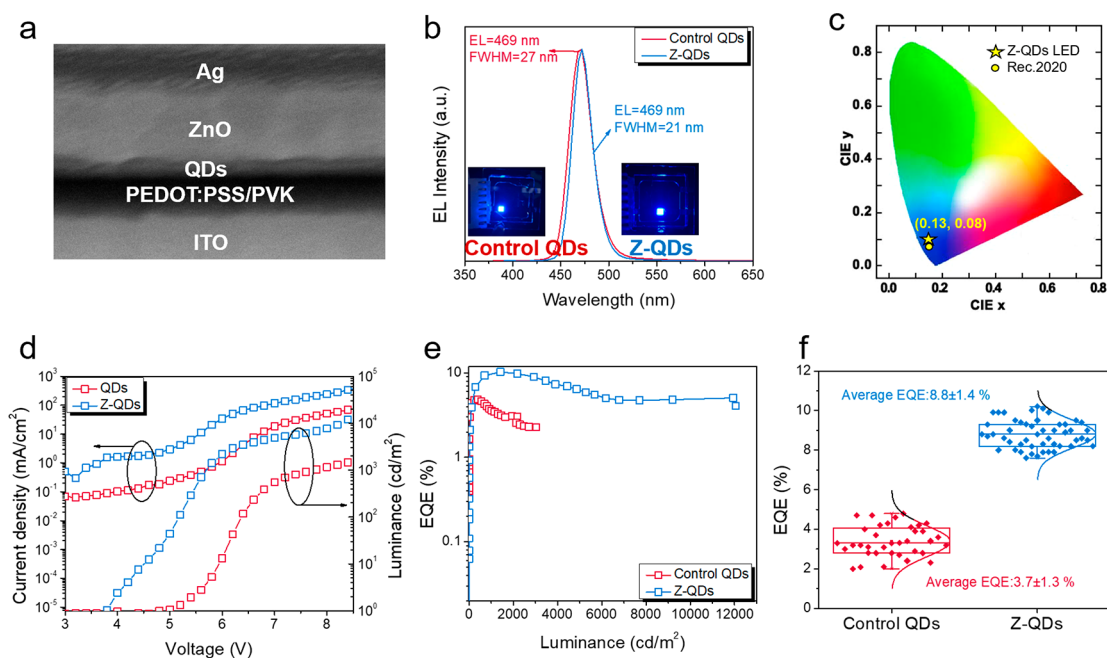 a
Ag
ZnO
QDs
PEDOT:PSS/PVK
ITO
b
Control QDs
Z-QDs
EL=469 nm
FWHM=27 nm
EL=469 nm
FWHM=21 nm
Control QDs
Z-QDs
EL Intensity (a.u.)
350 400 450 500 550 600 650
Wavelength (nm)
c
Z-QDs LED
Rec.2020
(0.13, 0.08)
CIE y
0.8
0.6
0.4
0.2
0.0
0.0 0.2 0.4 0.6 0.8
CIE x
d
QDs
Z-QDs
Current density (mA/cm²)
10³
10²
10¹
10⁰
10⁻¹
10⁻²
10⁻³
10⁻⁴
10⁻⁵
10⁵
10⁴
10³
10²
10¹
10⁰
Luminance (cd/m²)
3 4 5 6 7 8
Voltage (V)
e
EQE (%)
10
1
0.1
Control QDs
Z-QDs
0 2000 4000 6000 8000 10000 12000
Luminance (cd/m²)
f
Average EQE:8.8±1.4 %
Average EQE:3.7±1.3 %
EQE (%)
12
10
8
6
4
2
0
Control QDs
Z-QDs